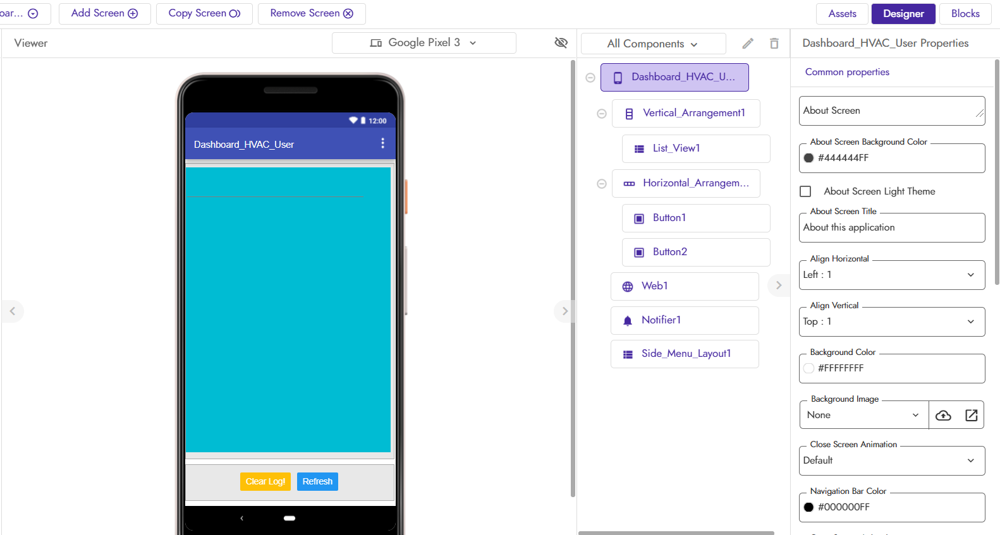 oar...
Add Screen
Copy Screen
Remove Screen
Assets
Designer
Blocks
Viewer
Google Pixel 3
All Components
Dashboard_HVAC_User Properties
12:00
Dashboard_HVAC_User
Clear Log!
Refresh
Dashboard_HVAC_U...
Vertical_Arrangement1
List_View1
Horizontal_Arrangem...
Button1
Button2
Web1
Notifier1
Side_Menu_Layout1
Common properties
About Screen
About Screen Background Color
#444444FF
About Screen Light Theme
About Screen Title
About this application
Align Horizontal
Left : 1
Align Vertical
Top : 1
Background Color
#FFFFFFFF
Background Image
None
Close Screen Animation
Default
Navigation Bar Color
#000000FF